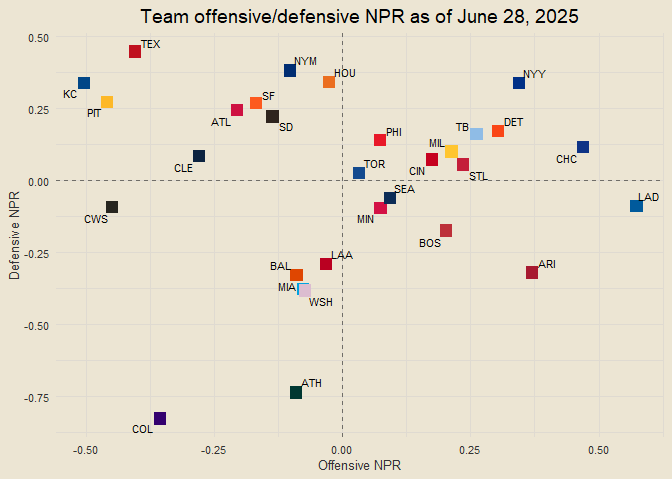 Team offensive/defensive NPR as of June 28, 2025
0.50
TEX
NYM
HOU
NYY
KC
PIT
0.25
SF
ATL
SD
PHI
TB
DET
MIL
CLE
CIN
CHC
TOR
STL
0.00
SEA
LAD
CWS
MIN
BOS
-0.25
LAA
BAL
ARI
MIA
WSH
-0.50
ATH
-0.75
COL
Defensive NPR
-0.50
-0.25
0.00
0.25
0.50
Offensive NPR